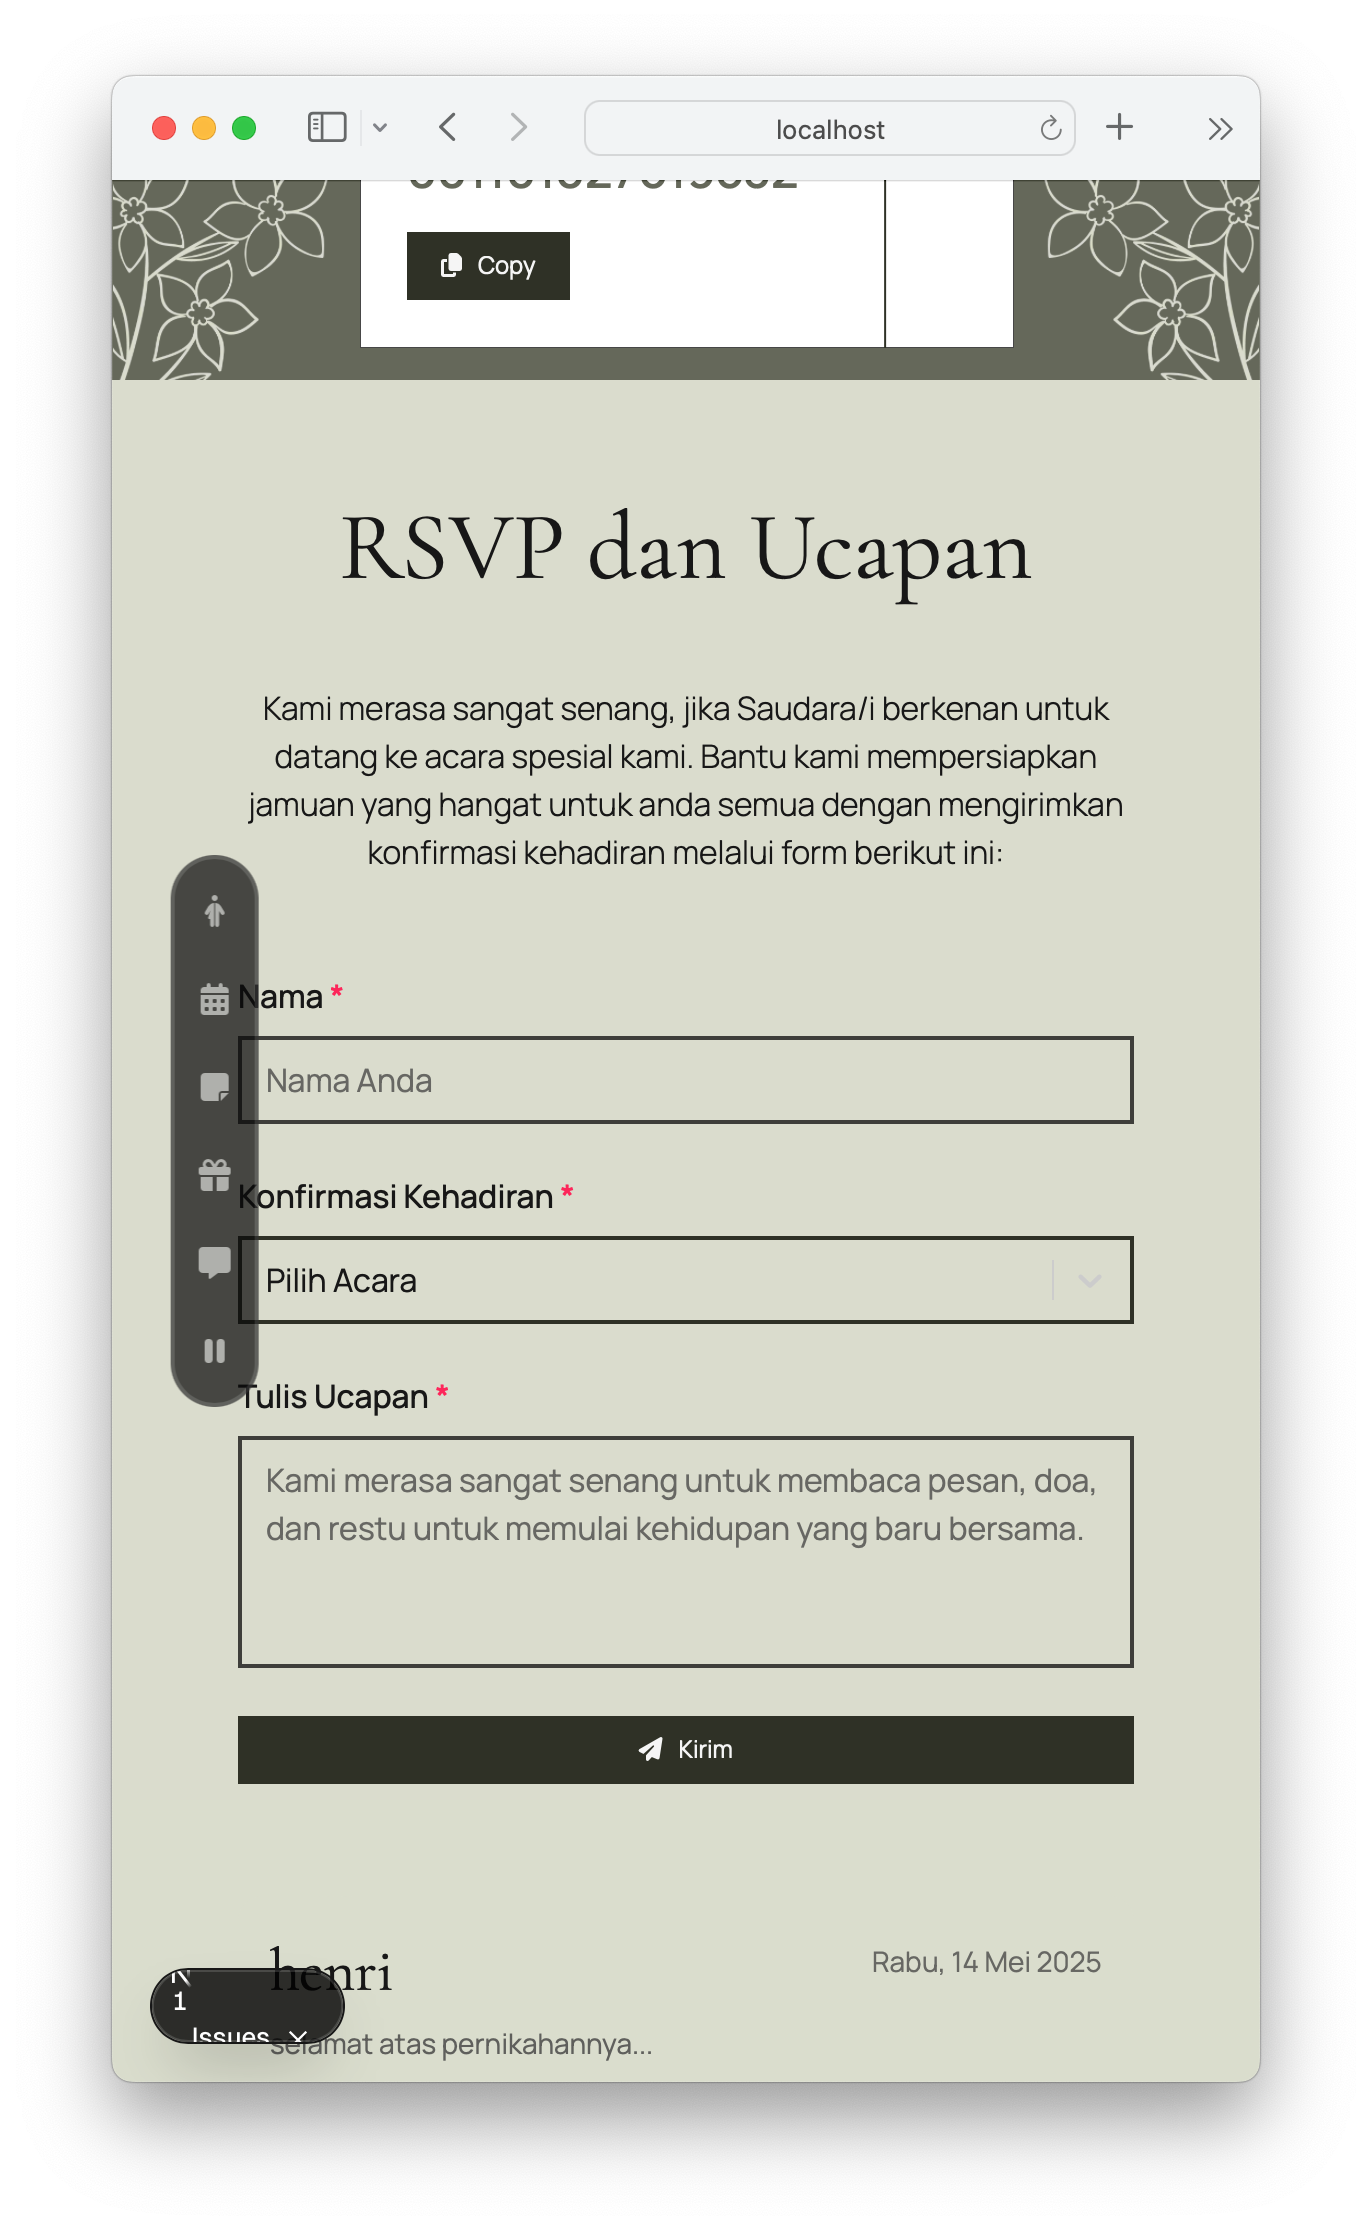 localhost
Copy
RSVP dan Ucapan
Kami merasa sangat senang, jika Saudara/i berkenan untuk
datang ke acara spesial kami. Bantu kami mempersiapkan
jamuan yang hangat untuk anda semua dengan mengirimkan
konfirmasi kehadiran melalui form berikut ini:
Nama *
Nama Anda
Konfirmasi Kehadiran *
Pilih Acara
Tulis Ucapan *
Kami merasa sangat senang untuk membaca pesan, doa,
dan restu untuk memulai kehidupan yang baru bersama.
Kirim
henri
Rabu, 14 Mei 2025
N
1
Issues
selamat atas pernikahannya...